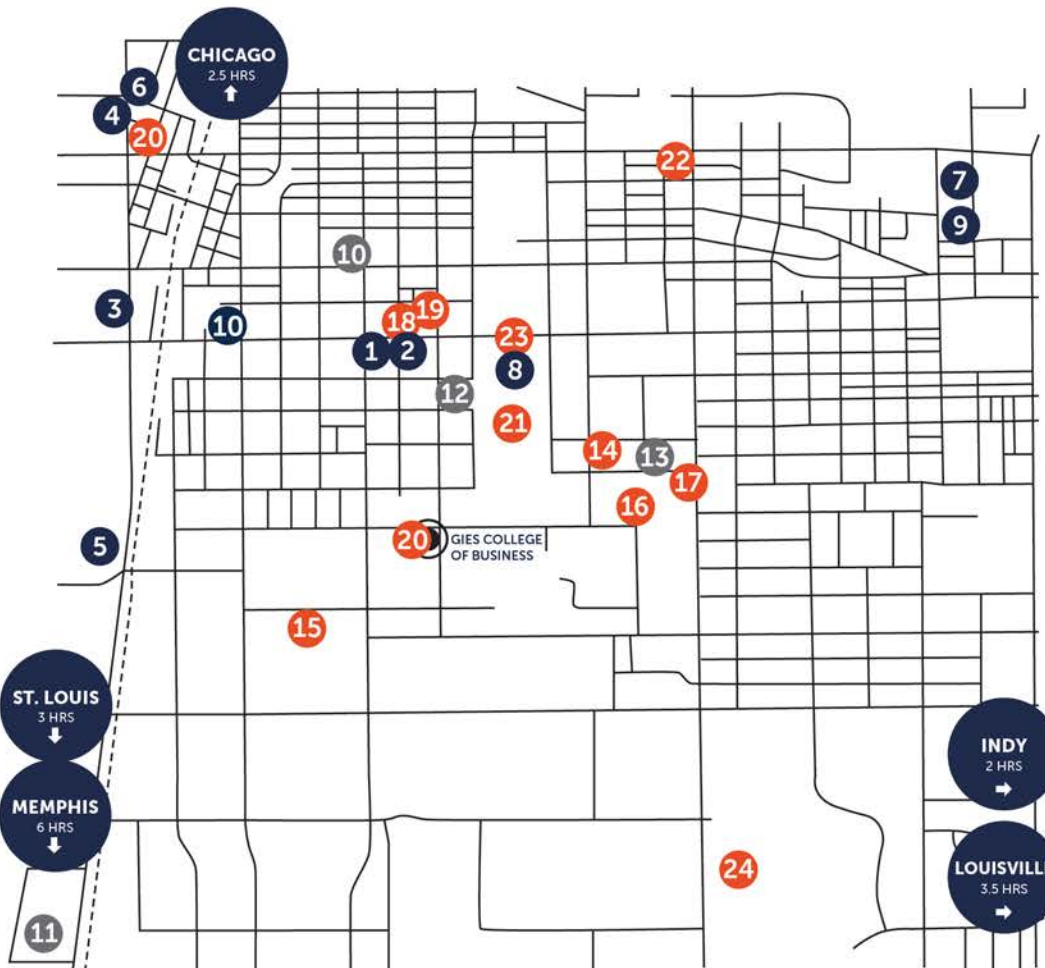 CHICAGO
2.5 HRS
6
4
20
22
7
9
10
3
10
19
18
23
1
2
8
12
21
14
13
17
16
5
20
GIES COLLEGE
OF BUSINESS
15
ST. LOUIS
3 HRS
INDY
2 HRS
MEMPHIS
6 HRS
24
LOUISVILLE
3.5 HRS
11